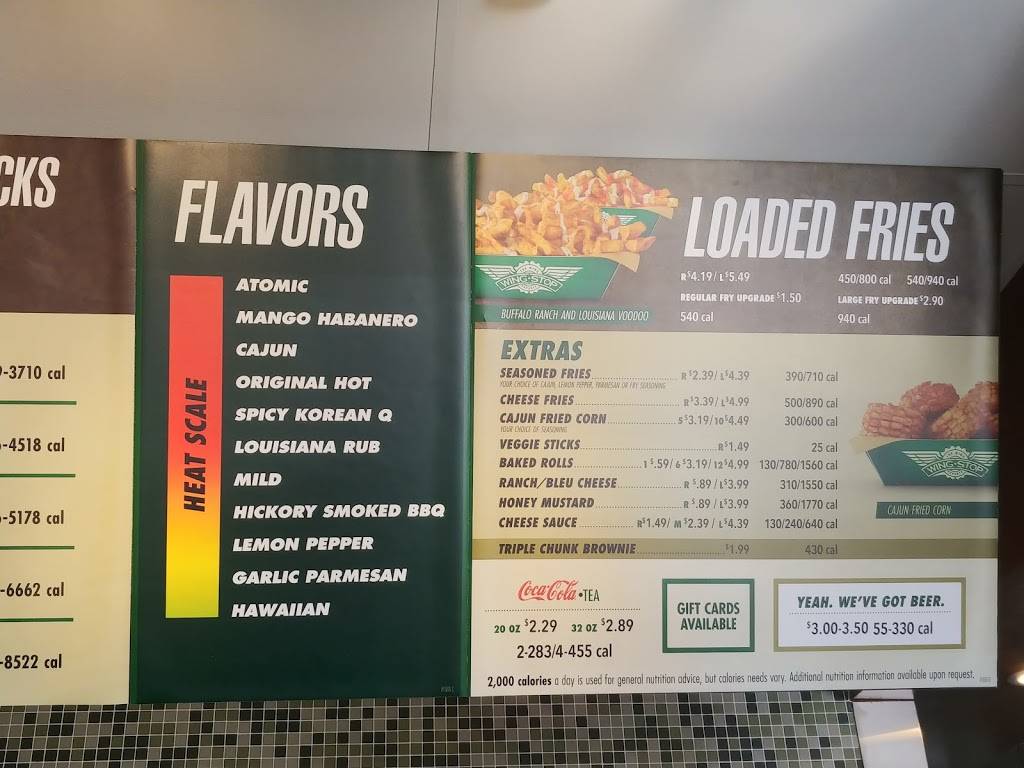 CKS
-3710 cal
-4518 cal
-5178 cal
-6662 cal
-8522 cal
FLAVORS
HEAT SCALE
ATOMIC
MANGO HABANERO
CAJUN
ORIGINAL HOT
SPICY KOREAN Q
LOUISIANA RUB
MILD
HICKORY SMOKED BBQ
LEMON PEPPER
GARLIC PARMESAN
HAWAIIAN
WING·STOP
BUFFALO RANCH AND LOUISIANA VOODOO
LOADED FRIES
R $4.19/ L $5.49 450/800 cal 540/940 cal
REGULAR FRY UPGRADE $1.50 LARGE FRY UPGRADE $2.90
540 cal 940 cal
EXTRAS
SEASONED FRIES R $2.39/ L $4.39 390/710 cal
YOUR CHOICE OF CAJUN, LEMON PEPPER, PARMESAN OR FRY SEASONING
CHEESE FRIES R $3.39/ L $4.99 500/890 cal
CAJUN FRIED CORN 5 $3.19/ 10 $4.49 300/600 cal
YOUR CHOICE OF SEASONING
VEGGIE STICKS R $1.49 25 cal
BAKED ROLLS 1 $.59/ 6 $3.19/ 12 $4.99 130/780/1560 cal
RANCH/BLEU CHEESE R $.89/ L $3.99 310/1550 cal
HONEY MUSTARD R $.89/ L $3.99 360/1770 cal
CHEESE SAUCE R $1.49/ M $2.39/ L $4.39 130/240/640 cal
TRIPLE CHUNK BROWNIE $1.99 430 cal
WING·STOP
CAJUN FRIED CORN
Coca-Cola • TEA
20 OZ $2.29 32 OZ $2.89
2-283/4-455 cal
GIFT CARDS
AVAILABLE
YEAH. WE'VE GOT BEER.
$3.00-3.50 55-330 cal
2,000 calories a day is used for general nutrition advice, but calories needs vary. Additional nutrition information available upon request.